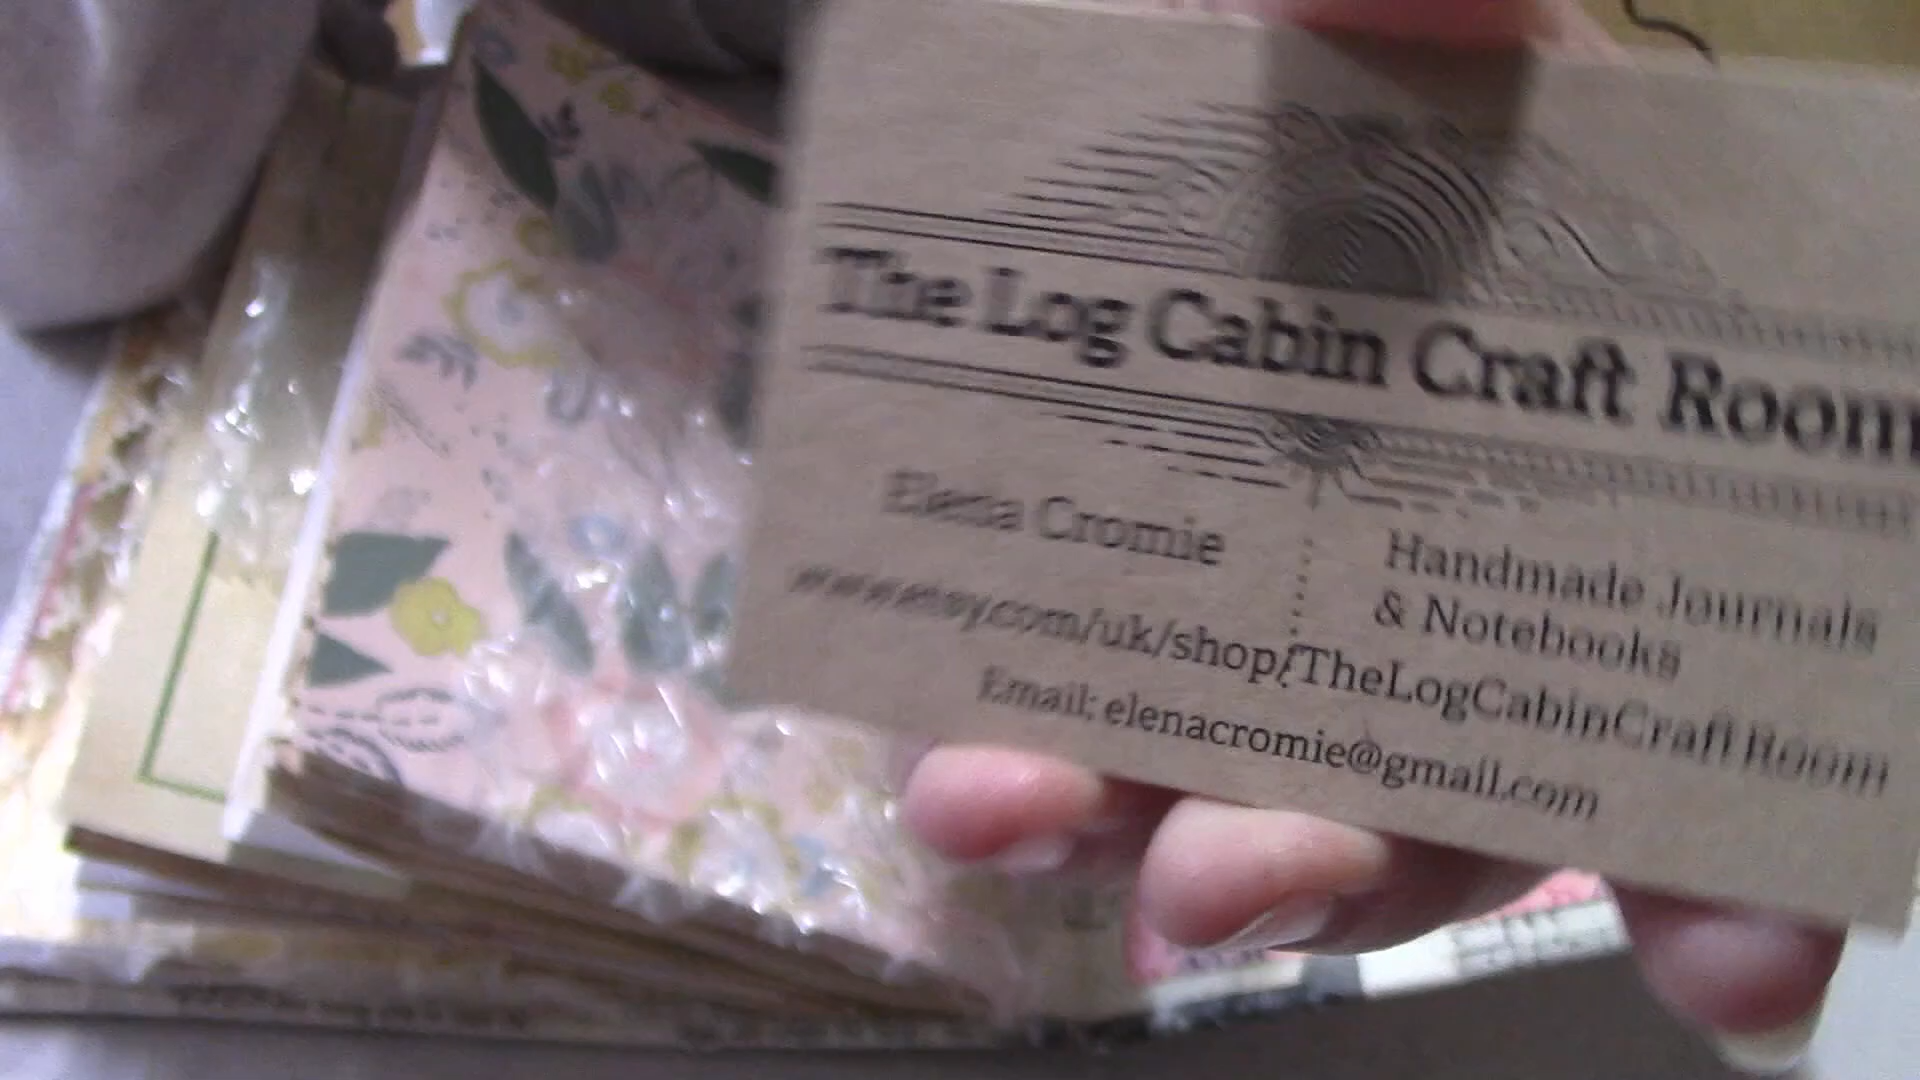 The Log Cabin Craft Room
Elena Cromie
Handmade Journals
& Notebooks
www.etsy.com/uk/shop/TheLogCabinCraftRoom
Email: elenacromie@gmail.com